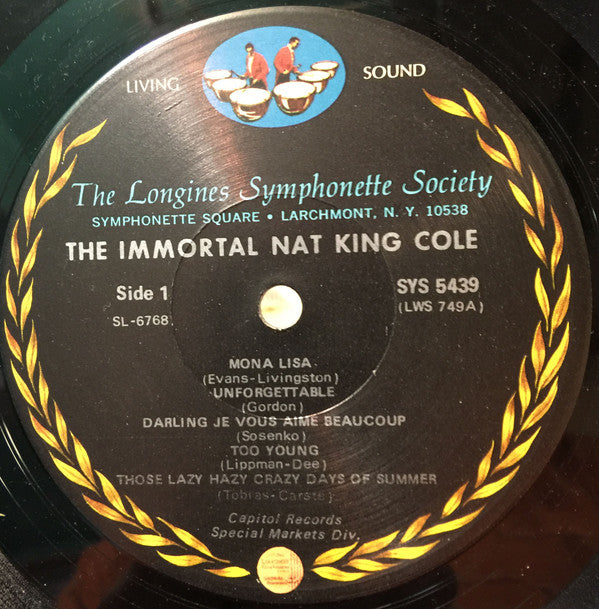 LIVING SOUND
The Longines Symphonette Society
SYMPHONETTE SQUARE • LARCHMONT, N. Y. 10538
THE IMMORTAL NAT KING COLE
Side 1 SYS 5439
SL-6768 (LWS 749A)
MONA LISA
(Evans-Livingston)
UNFORGETTABLE
(Gordon)
DARLING JE VOUS AIME BEAUCOUP
(Sosenko)
TOO YOUNG
(Lippman-Dee)
THOSE LAZY HAZY CRAZY DAYS OF SUMMER
(Tobias-Carste)
Capitol Records
Special Markets Div.